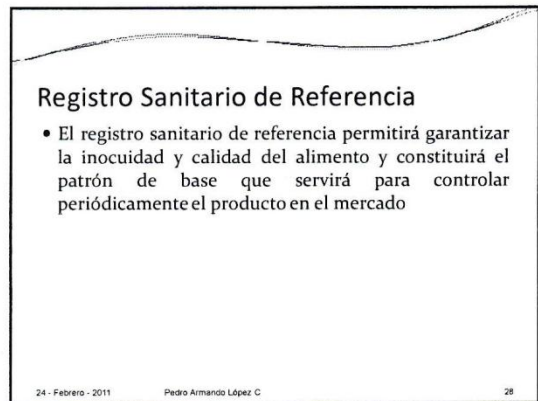 Registro Sanitario de Referencia
• El registro sanitario de referencia permitirá garantizar
la inocuidad y calidad del alimento y constituirá el
patrón de base que servirá para controlar
periódicamente el producto en el mercado
24 - Febrero - 2011 Pedro Armando López C 28